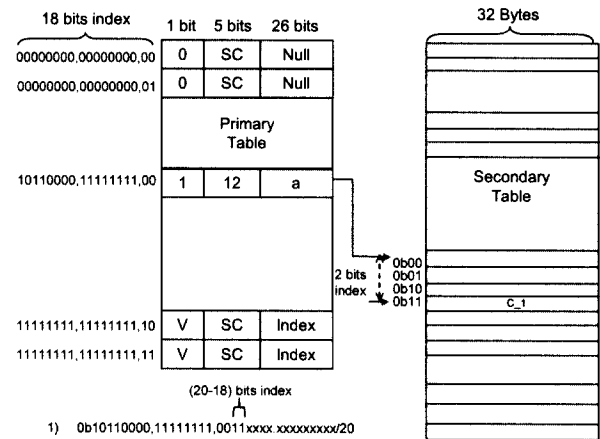 18 bits index
1 bit
5 bits
26 bits
32 Bytes
00000000,00000000,00
0
SC
Null
00000000,00000000,01
0
SC
Null
Primary
Table
10110000,11111111,00
1
12
a
Secondary
Table
0b00
0b01
0b10
0b11
2 bits
index
C_1
11111111,11111111,10
V
SC
Index
11111111,11111111,11
V
SC
Index
(20-18) bits index
1) 0b10110000,11111111,0011xxxx.xxxxxxxxx/20